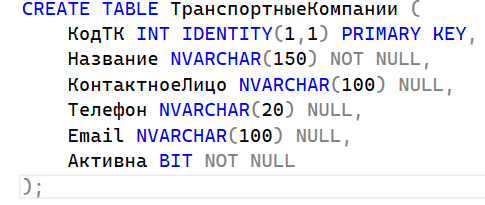 CREATE TABLE ТранспортныеКомпании (
КодТК INT IDENTITY(1,1) PRIMARY KEY,
Название NVARCHAR(150) NOT NULL,
КонтактноеЛицо NVARCHAR(100) NULL,
Телефон NVARCHAR(20) NULL,
Email NVARCHAR(100) NULL,
Активна BIT NOT NULL
);